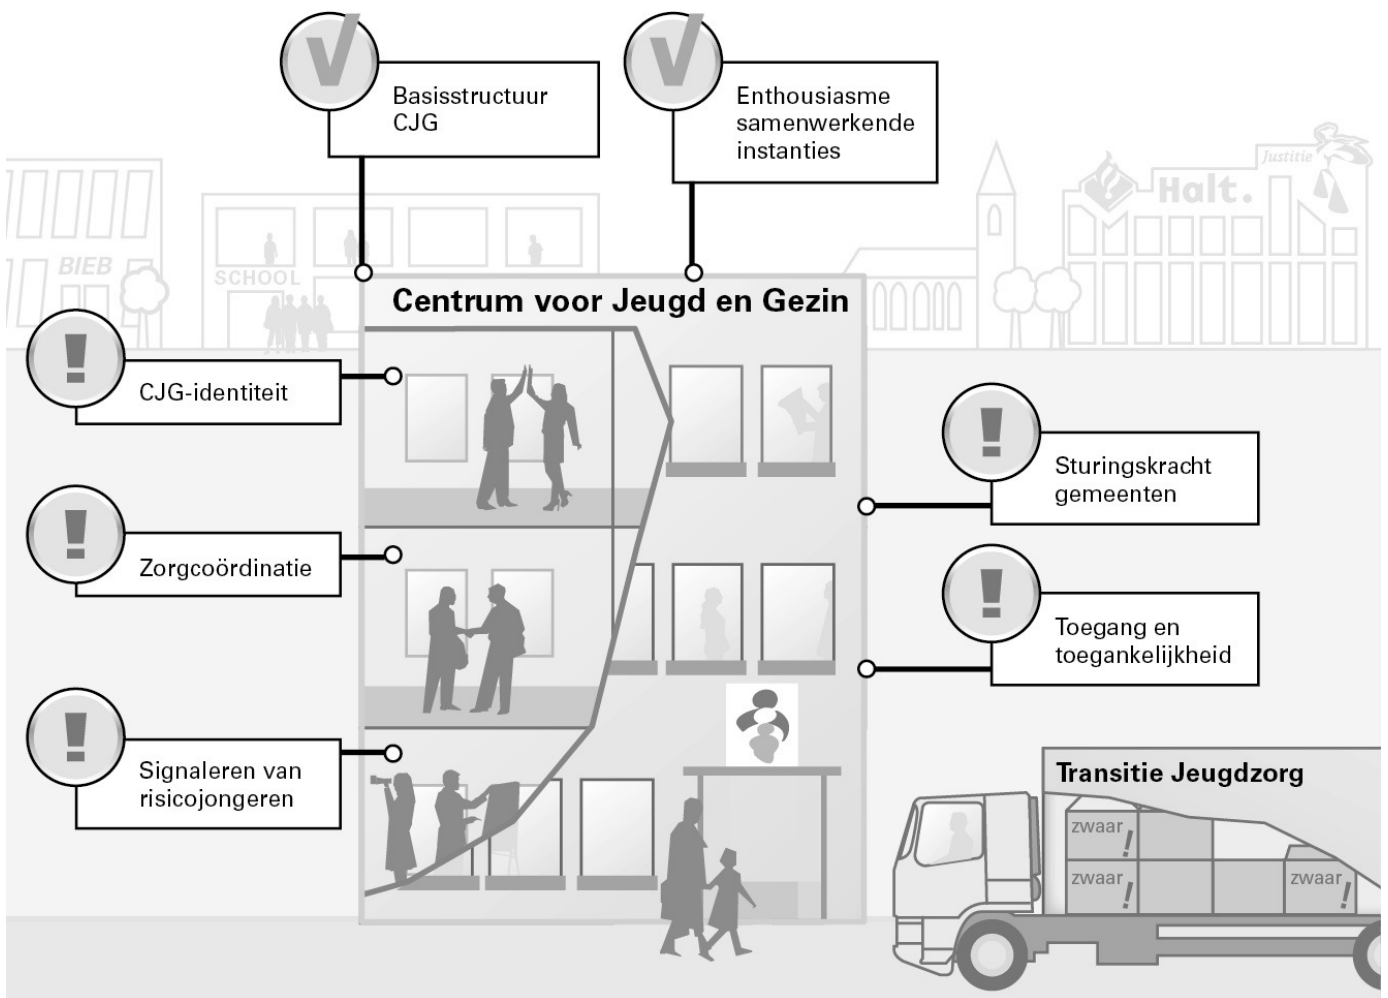 Basisstructuur
CJG
Enthousiasme
samenwerkende
instanties
Justitie
Halt.
BIEB
SCHOOL
Centrum voor Jeugd en Gezin
CJG-identiteit
Sturingskracht
gemeenten
Zorgcoördinatie
Toegang en
toegankelijkheid
Signaleren van
risicojongeren
Transitie Jeugdzorg
zwaar !
zwaar !
zwaar !